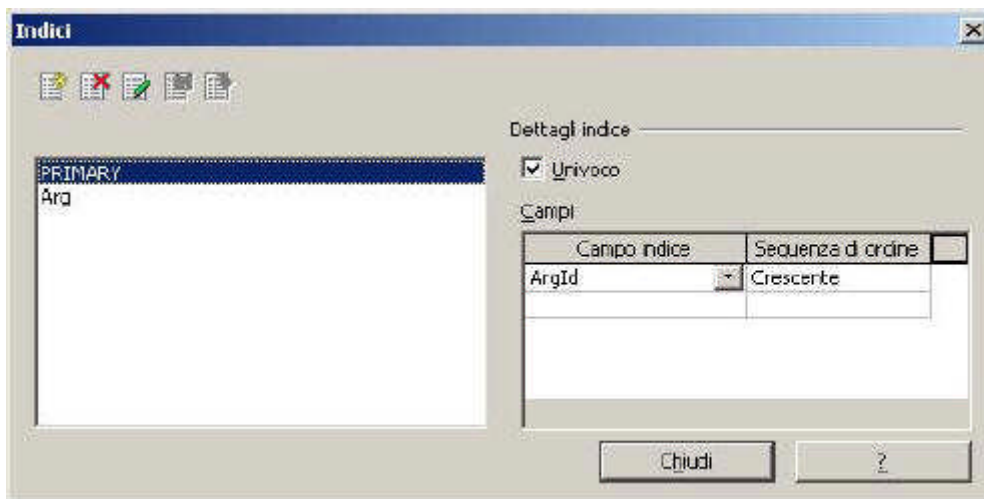 Indici
Dettagli indice
PRIMARY
Arg
Univoco
Campi
Campo indice
Sequenza di ordine
ArgId
Crescente
Chiudi
?